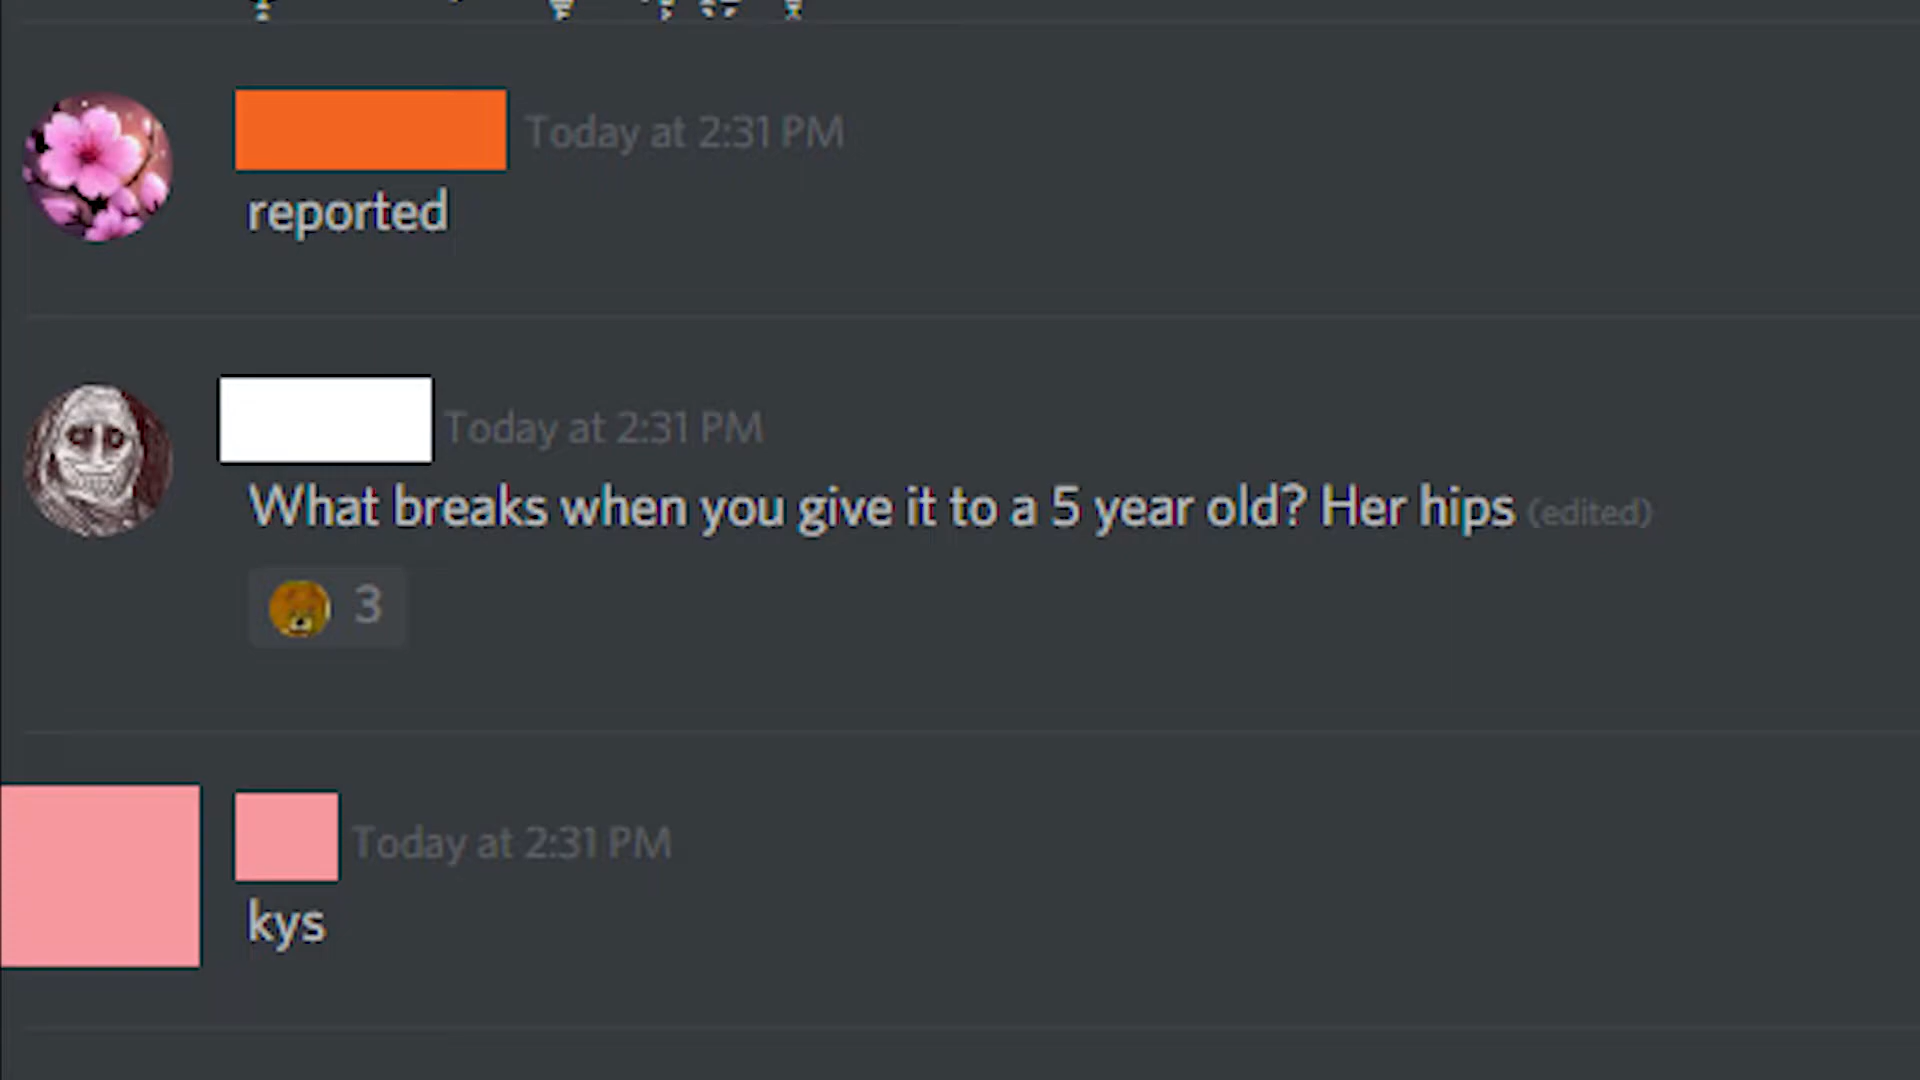 Today at 2:31 PM
reported
Today at 2:31 PM
What breaks when you give it to a 5 year old? Her hips (edited)
3
Today at 2:31 PM
kys